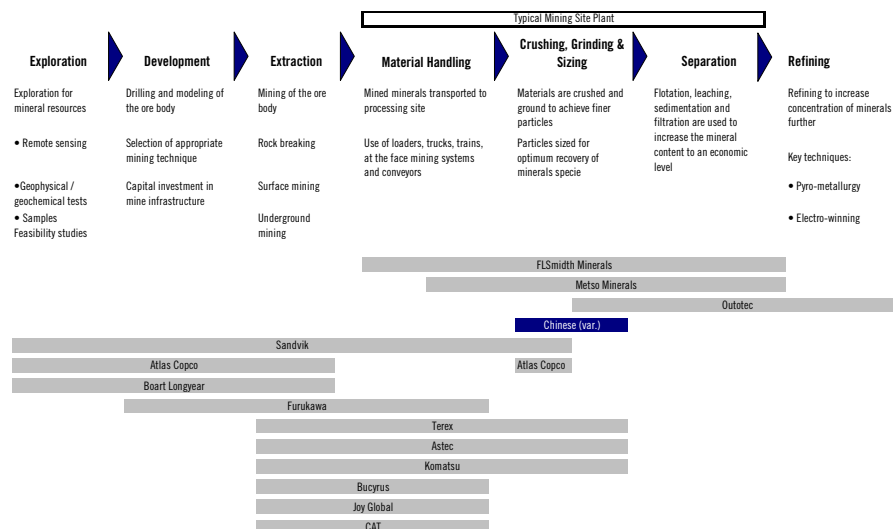 Typical Mining Site Plant
Exploration
Development
Extraction
Material Handling
Crushing, Grinding &
Sizing
Separation
Refining
Exploration for
mineral resources
• Remote sensing
•Geophysical /
geochemical tests
• Samples
Feasibility studies
Drilling and modeling of
the ore body
Selection of appropriate
mining technique
Capital investment in
mine infrastructure
Mining of the ore
body
Rock breaking
Surface mining
Underground
mining
Mined minerals transported to
processing site
Use of loaders, trucks, trains,
at the face mining systems
and conveyors
Materials are crushed and
ground to achieve finer
particles
Particles sized for
optimum recovery of
minerals specie
Flotation, leaching,
sedimentation and
filtration are used to
increase the mineral
content to an economic
level
Refining to increase
concentration of minerals
further
Key techniques:
• Pyro-metallurgy
• Electro-winning
FLSmidth Minerals
Metso Minerals
Outotec
Chinese (var.)
Sandvik
Atlas Copco
Atlas Copco
Boart Longyear
Furukawa
Terex
Astec
Komatsu
Bucyrus
Joy Global
CAT